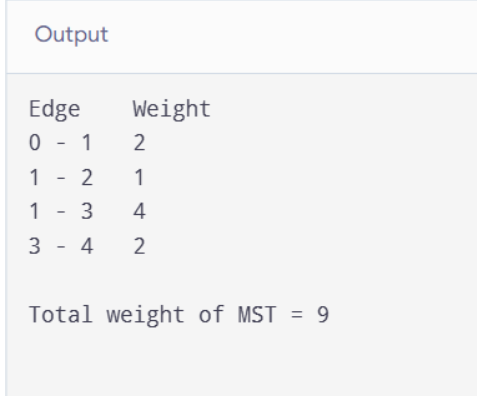 Output
Edge    Weight
0 - 1   2
1 - 2   1
1 - 3   4
3 - 4   2
Total weight of MST = 9